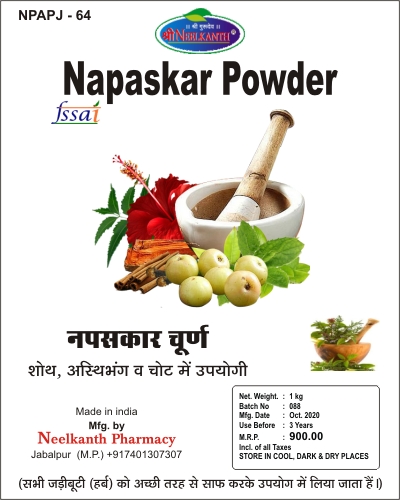 NPAPJ - 64
|| श्री गुरूदेव ||
श्री NEELKANTH ®
Napaskar Powder
fssai
नपसकार चूर्ण
शोथ, अस्थिभंग व चोट में उपयोगी
Made in india
Mfg. by
Neelkanth Pharmacy
Jabalpur (M.P.) +917401307307
Net. Weight. : 1 kg
Batch No : 088
Mfg. Date : Oct. 2020
Use Before : 3 Years
M.R.P. : 900.00
Incl. of all Taxes
STORE IN COOL, DARK & DRY PLACES
(सभी जड़ीबूटी (हर्ब) को अच्छी तरह से साफ करके उपयोग में लिया जाता हैं।)